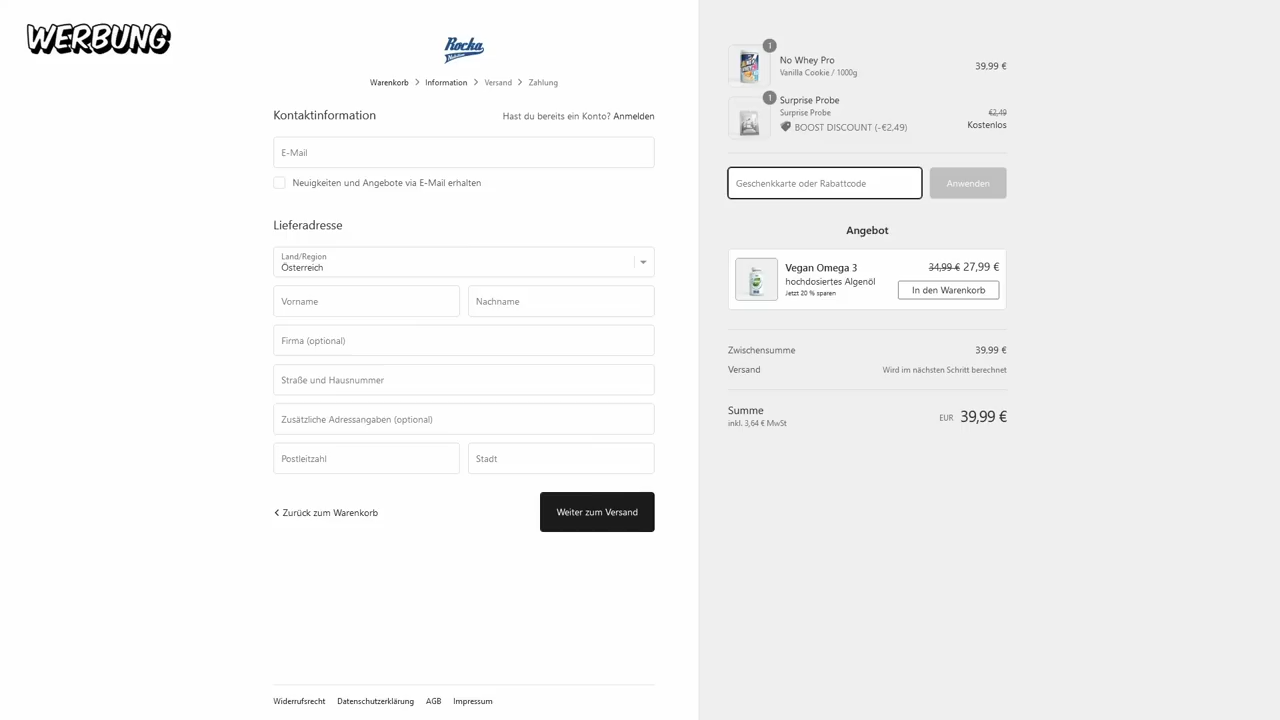 WERBUNG
Rocka
Nutrition
Warenkorb > Information > Versand > Zahlung
Kontaktinformation
Hast du bereits ein Konto? Anmelden
E-Mail
Neuigkeiten und Angebote via E-Mail erhalten
Lieferadresse
Land/Region
Österreich
Vorname
Nachname
Firma (optional)
Straße und Hausnummer
Zusätzliche Adressangaben (optional)
Postleitzahl
Stadt
< Zurück zum Warenkorb
Weiter zum Versand
Widerrufsrecht Datenschutzerklärung AGB Impressum
1
No Whey Pro
Vanilla Cookie / 1000g
39,99 €
1
Surprise Probe
Surprise Probe
BOOST DISCOUNT (-€2,49)
€2,49
Kostenlos
Geschenkkarte oder Rabattcode
Anwenden
Angebot
Vegan Omega 3
hochdosiertes Algenöl
Jetzt 20 % sparen
34,99 € 27,99 €
In den Warenkorb
Zwischensumme 39,99 €
Versand Wird im nächsten Schritt berechnet
Summe
inkl. 3,64 € MwSt
EUR 39,99 €